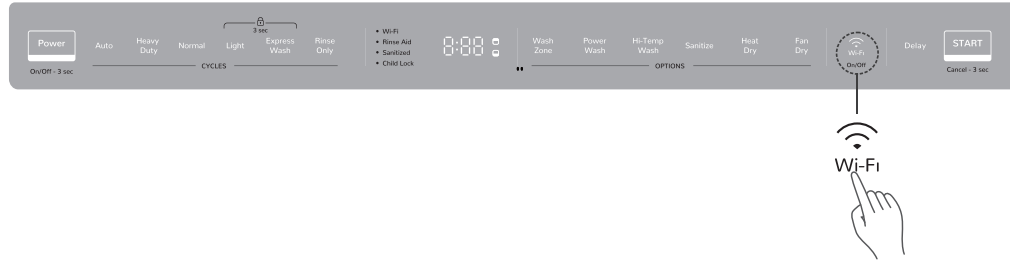 Power
On/Off - 3 sec
Auto
Heavy
Duty
Normal
3 sec
Light
Express
Wash
Rinse
Only
CYCLES
• Wi-Fi
• Rinse Aid
• Sanitized
• Child Lock
0:00
Wash
Zone
Power
Wash
Hi-Temp
Wash
Sanitize
Heat
Dry
Fan
Dry
OPTIONS
Wi-Fi
On/Off
Delay
START
Cancel - 3 sec
Wi-Fi